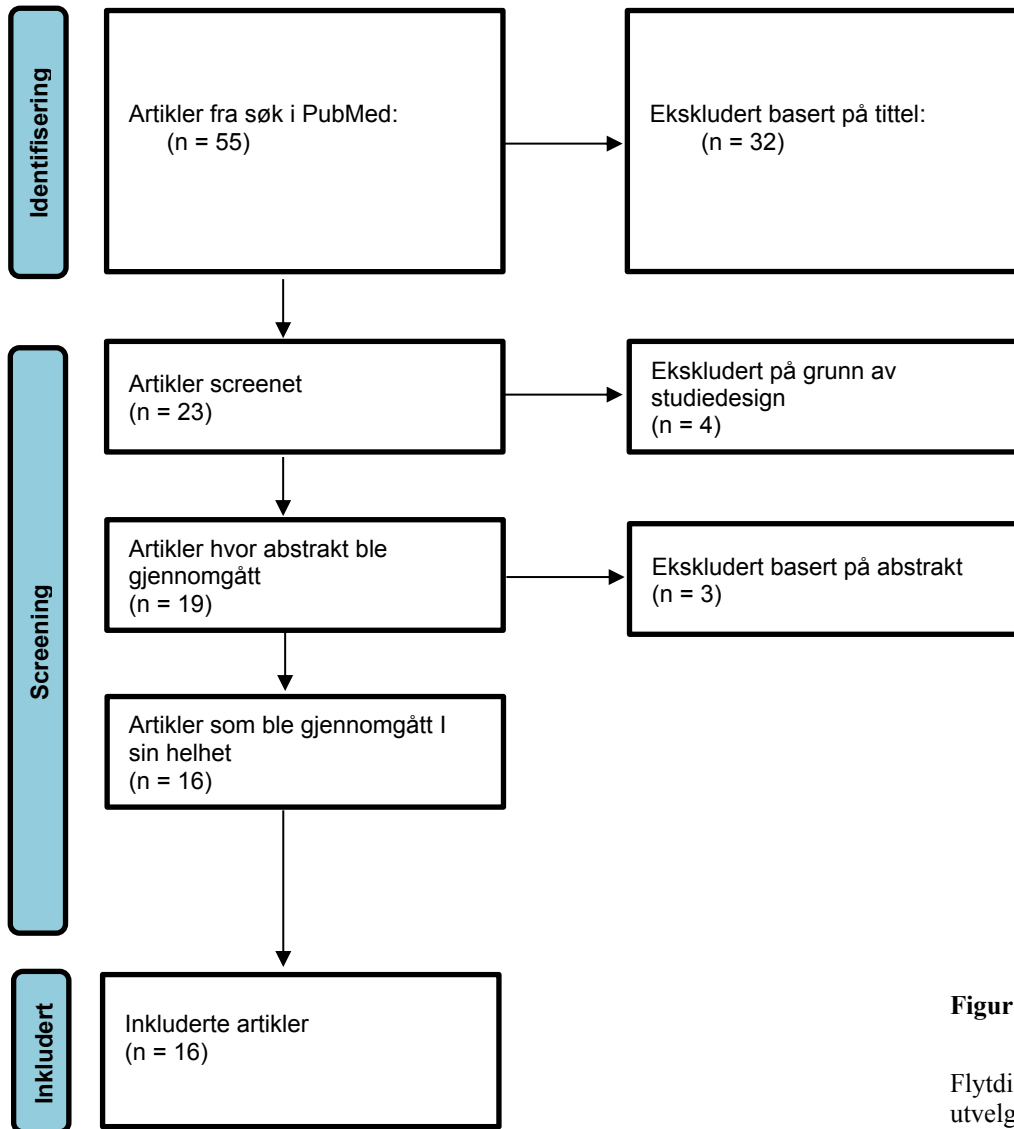 Identifisering
Artikler fra søk i PubMed:
(n = 55)
Ekskludert basert på tittel:
(n = 32)
Screening
Artikler screenet
(n = 23)
Ekskludert på grunn av
studiedesign
(n = 4)
Artikler hvor abstrakt ble
gjennomgått
(n = 19)
Ekskludert basert på abstrakt
(n = 3)
Artikler som ble gjennomgått I
sin helhet
(n = 16)
Inkludert
Inkluderte artikler
(n = 16)
Figur